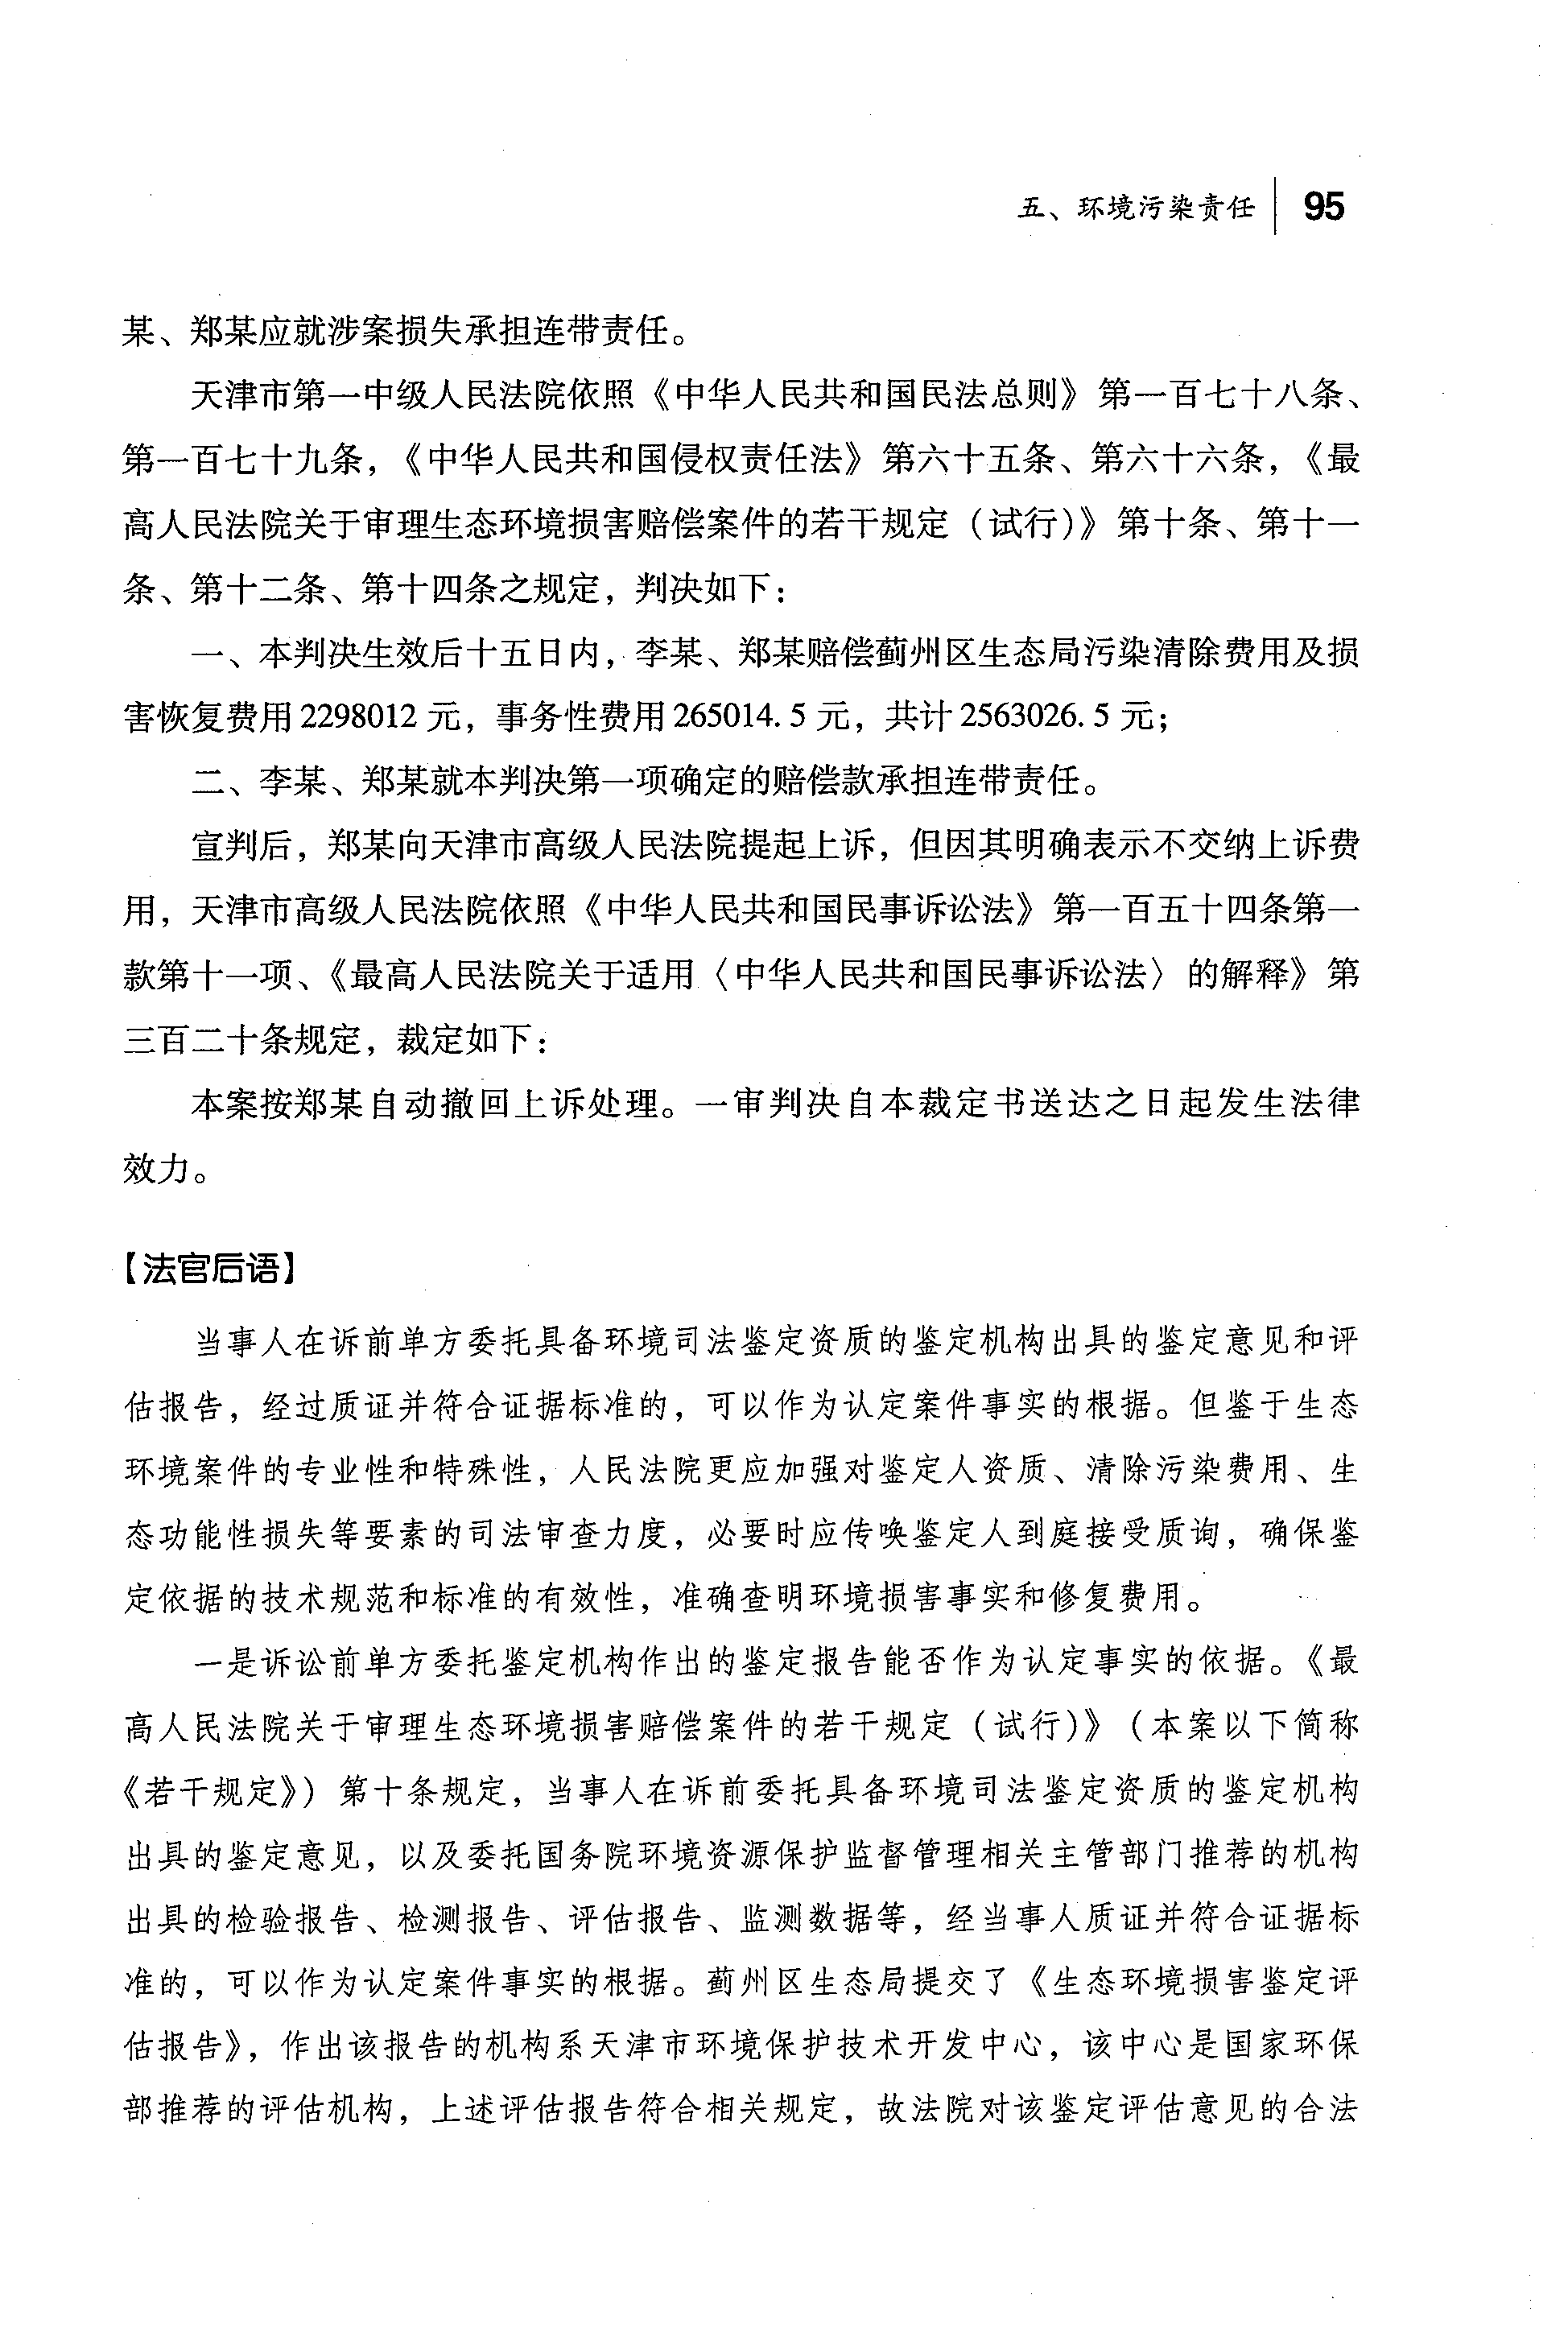 五、环境污染责任 95
某、郑某应就涉案损失承担连带责任。
天津市第一中级人民法院依照《中华人民共和国民法总则》第一百七十八条、
第一百七十九条，《中华人民共和国侵权责任法》第六十五条、第六十六条，《最
高人民法院关于审理生态环境损害赔偿案件的若干规定（试行）》第十条、第十一
条、第十二条、第十四条之规定，判决如下：
一、本判决生效后十五日内，李某、郑某赔偿蓟州区生态局污染清除费用及损
害恢复费用2298012元，事务性费用265014.5元，共计2563026.5元；
二、李某、郑某就本判决第一项确定的赔偿款承担连带责任。
宣判后，郑某向天津市高级人民法院提起上诉，但因其明确表示不交纳上诉费
用，天津市高级人民法院依照《中华人民共和国民事诉讼法》第一百五十四条第一
款第十一项、《最高人民法院关于适用〈中华人民共和国民事诉讼法〉的解释》第
三百二十条规定，裁定如下：
本案按郑某自动撤回上诉处理。一审判决自本裁定书送达之日起发生法律
效力。
【法官后语】
当事人在诉前单方委托具备环境司法鉴定资质的鉴定机构出具的鉴定意见和评
估报告，经过质证并符合证据标准的，可以作为认定案件事实的根据。但鉴于生态
环境案件的专业性和特殊性，人民法院更应加强对鉴定人资质、清除污染费用、生
态功能性损失等要素的司法审查力度，必要时应传唤鉴定人到庭接受质询，确保鉴
定依据的技术规范和标准的有效性，准确查明环境损害事实和修复费用。
一是诉讼前单方委托鉴定机构作出的鉴定报告能否作为认定事实的依据。《最
高人民法院关于审理生态环境损害赔偿案件的若干规定（试行）》（本案以下简称
《若干规定》）第十条规定，当事人在诉前委托具备环境司法鉴定资质的鉴定机构
出具的鉴定意见，以及委托国务院环境资源保护监督管理相关主管部门推荐的机构
出具的检验报告、检测报告、评估报告、监测数据等，经当事人质证并符合证据标
准的，可以作为认定案件事实的根据。蓟州区生态局提交了《生态环境损害鉴定评
估报告》，作出该报告的机构系天津市环境保护技术开发中心，该中心是国家环保
部推荐的评估机构，上述评估报告符合相关规定，故法院对该鉴定评估意见的合法